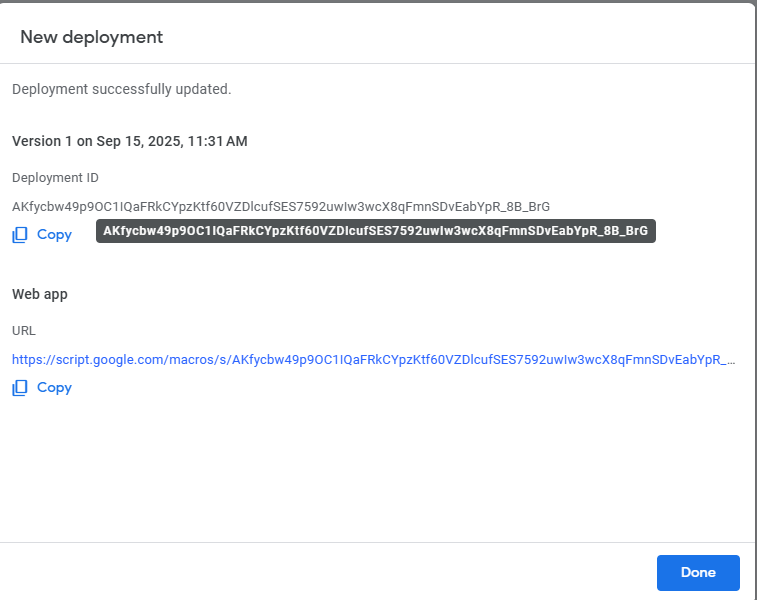 New deployment
Deployment successfully updated.
Version 1 on Sep 15, 2025, 11:31 AM
Deployment ID
AKfycbw49p9OC1IQaFRkCYpzKtf60VZDlcufSES7592uwIw3wcX8qFmnSDvEabYpR_8B_BrG
Copy
AKfycbw49p9OC1IQaFRkCYpzKtf60VZDlcufSES7592uwIw3wcX8qFmnSDvEabYpR_8B_BrG
Web app
URL
https://script.google.com/macros/s/AKfycbw49p9OC1IQaFRkCYpzKtf60VZDlcufSES7592uwIw3wcX8qFmnSDvEabYpR_…
Copy
Done